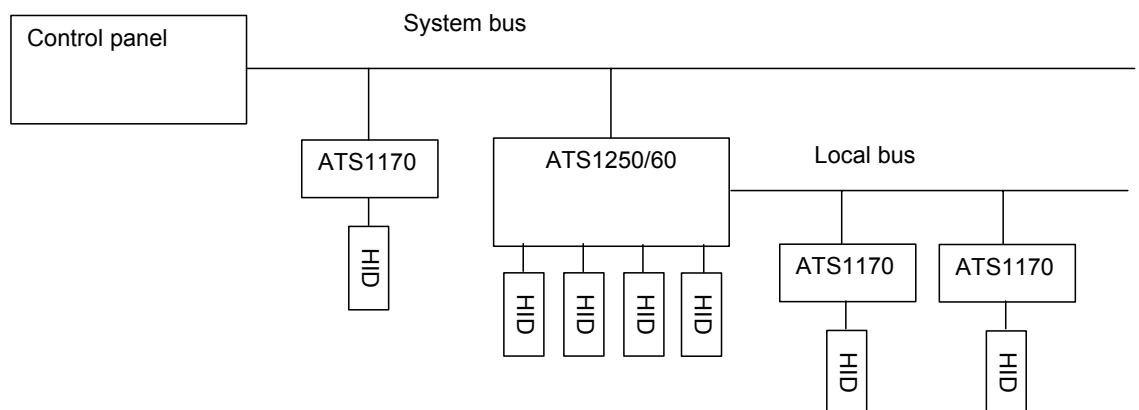 Control panel
System bus
ATS1170
ATS1250/60
Local bus
HID
HID
HID
HID
HID
ATS1170
ATS1170
HID
HID